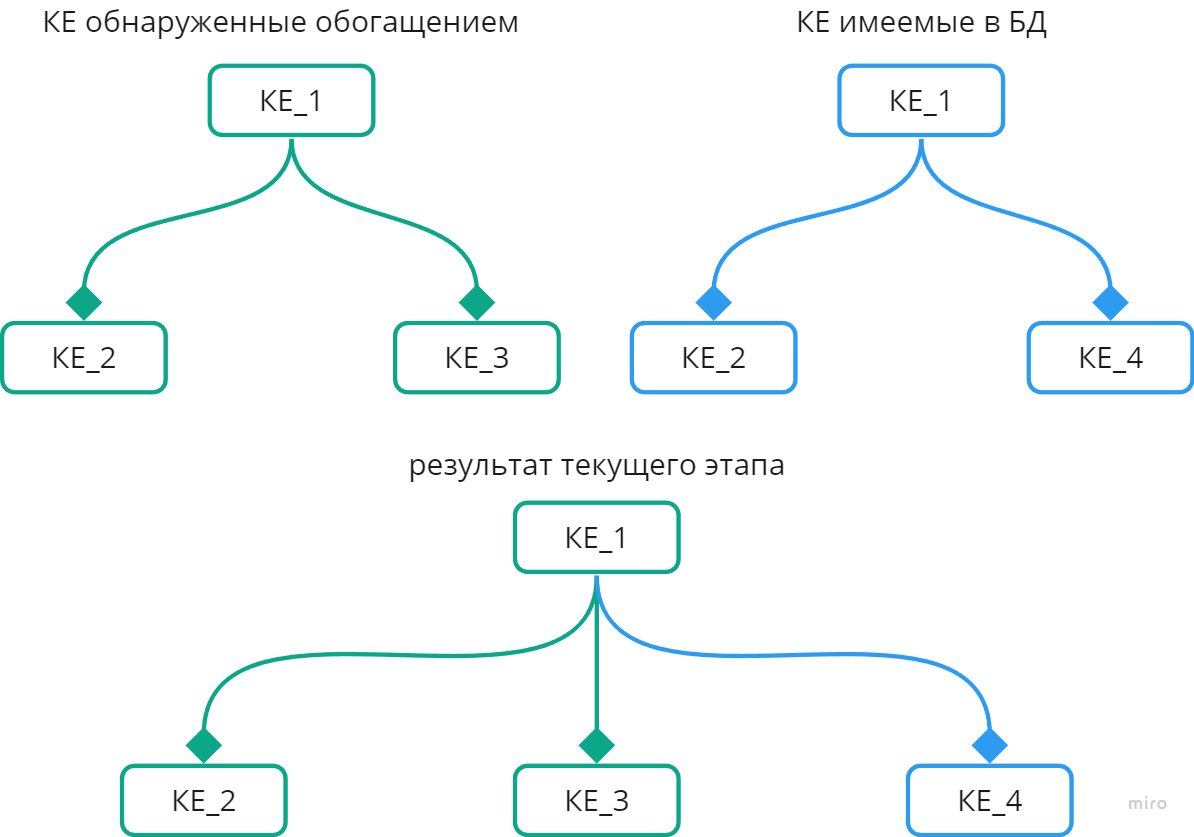 КЕ обнаруженные обогащением
КЕ имеемые в БД
КЕ_1
КЕ_1
КЕ_2
КЕ_3
КЕ_2
КЕ_4
результат текущего этапа
КЕ_1
КЕ_2
КЕ_3
КЕ_4
miro